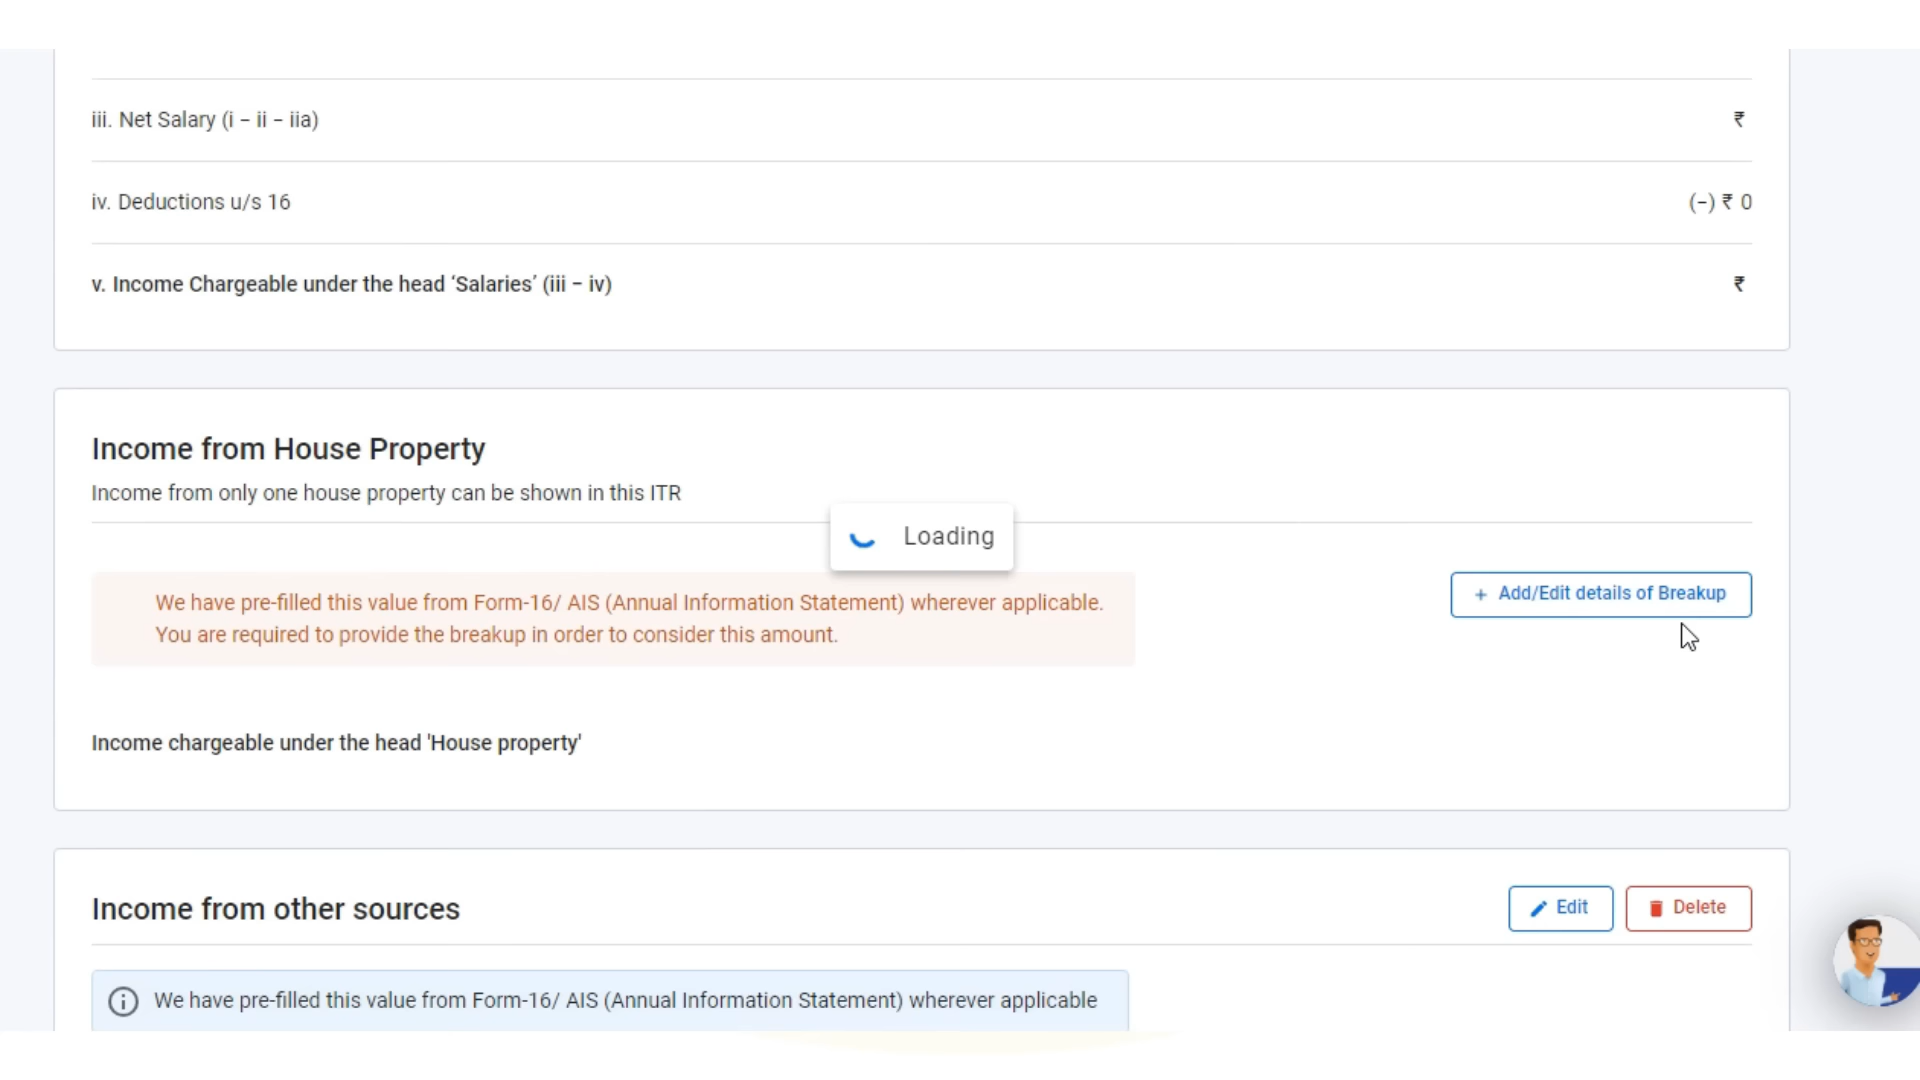 iii. Net Salary (i – ii – iia) ₹
iv. Deductions u/s 16 (–) ₹ 0
v. Income Chargeable under the head ‘Salaries’ (iii – iv) ₹
Income from House Property
Income from only one house property can be shown in this ITR
Loading
We have pre-filled this value from Form-16/ AIS (Annual Information Statement) wherever applicable.
You are required to provide the breakup in order to consider this amount.
+ Add/Edit details of Breakup
Income chargeable under the head 'House property'
Income from other sources
Edit
Delete
We have pre-filled this value from Form-16/ AIS (Annual Information Statement) wherever applicable